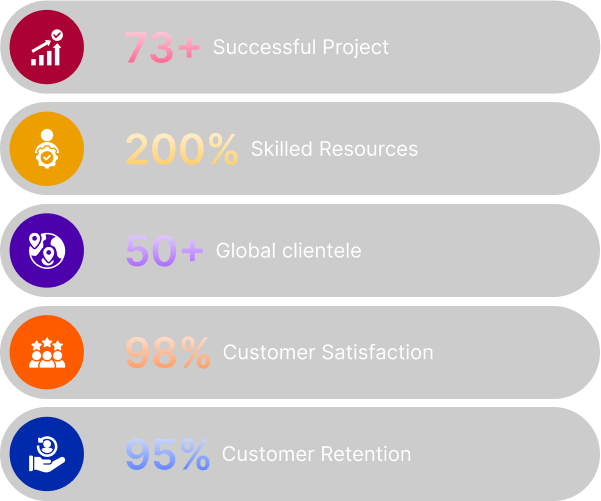 73+ Successful Project
200% Skilled Resources
50+ Global clientele
98% Customer Satisfaction
95% Customer Retention